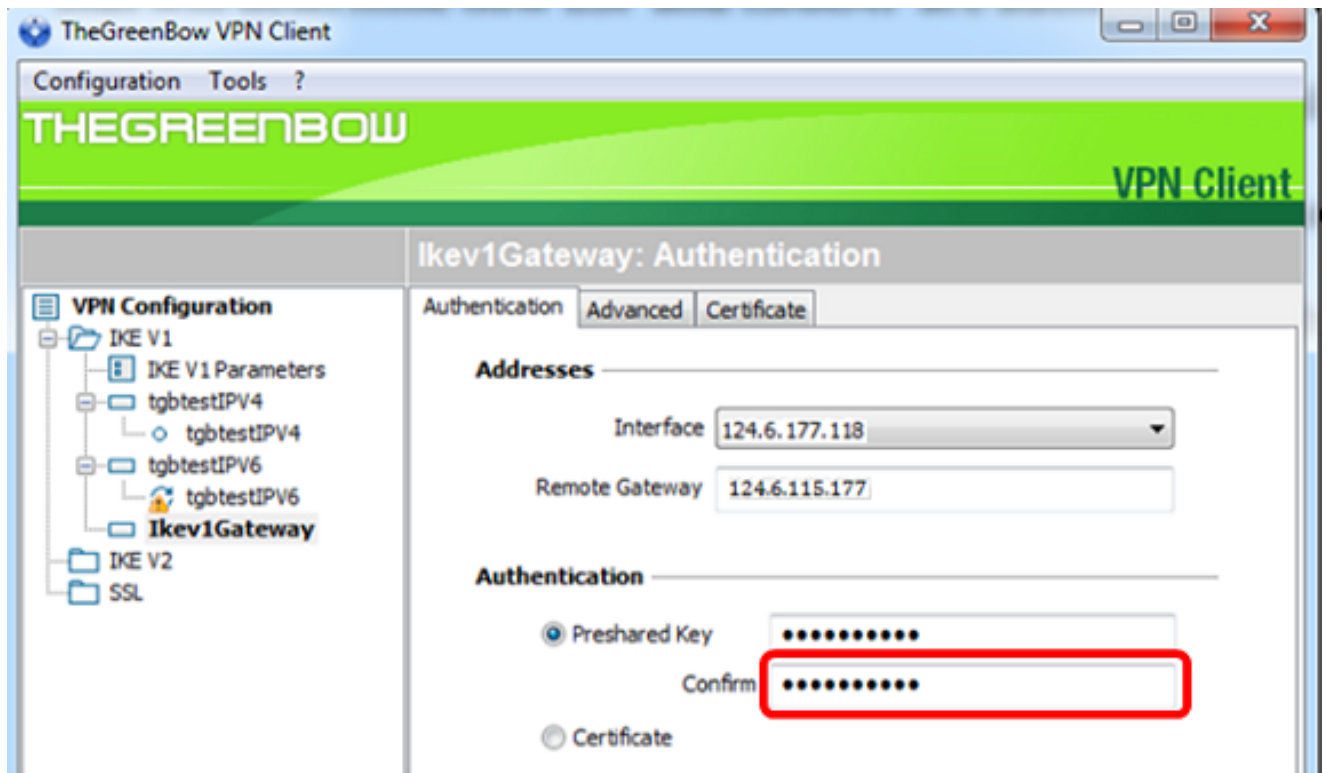 TheGreenBow VPN Client
Configuration Tools ?
THEGREENBOW
VPN Client
Ikev1Gateway: Authentication
VPN Configuration
IKE V1
IKE V1 Parameters
tgbtestIPV4
tgbtestIPV4
tgbtestIPV6
tgbtestIPV6
Ikev1Gateway
IKE V2
SSL
Authentication Advanced Certificate
Addresses
Interface 124.6.177.118
Remote Gateway 124.6.115.177
Authentication
Preshared Key ••••••••••
Confirm ••••••••••
Certificate